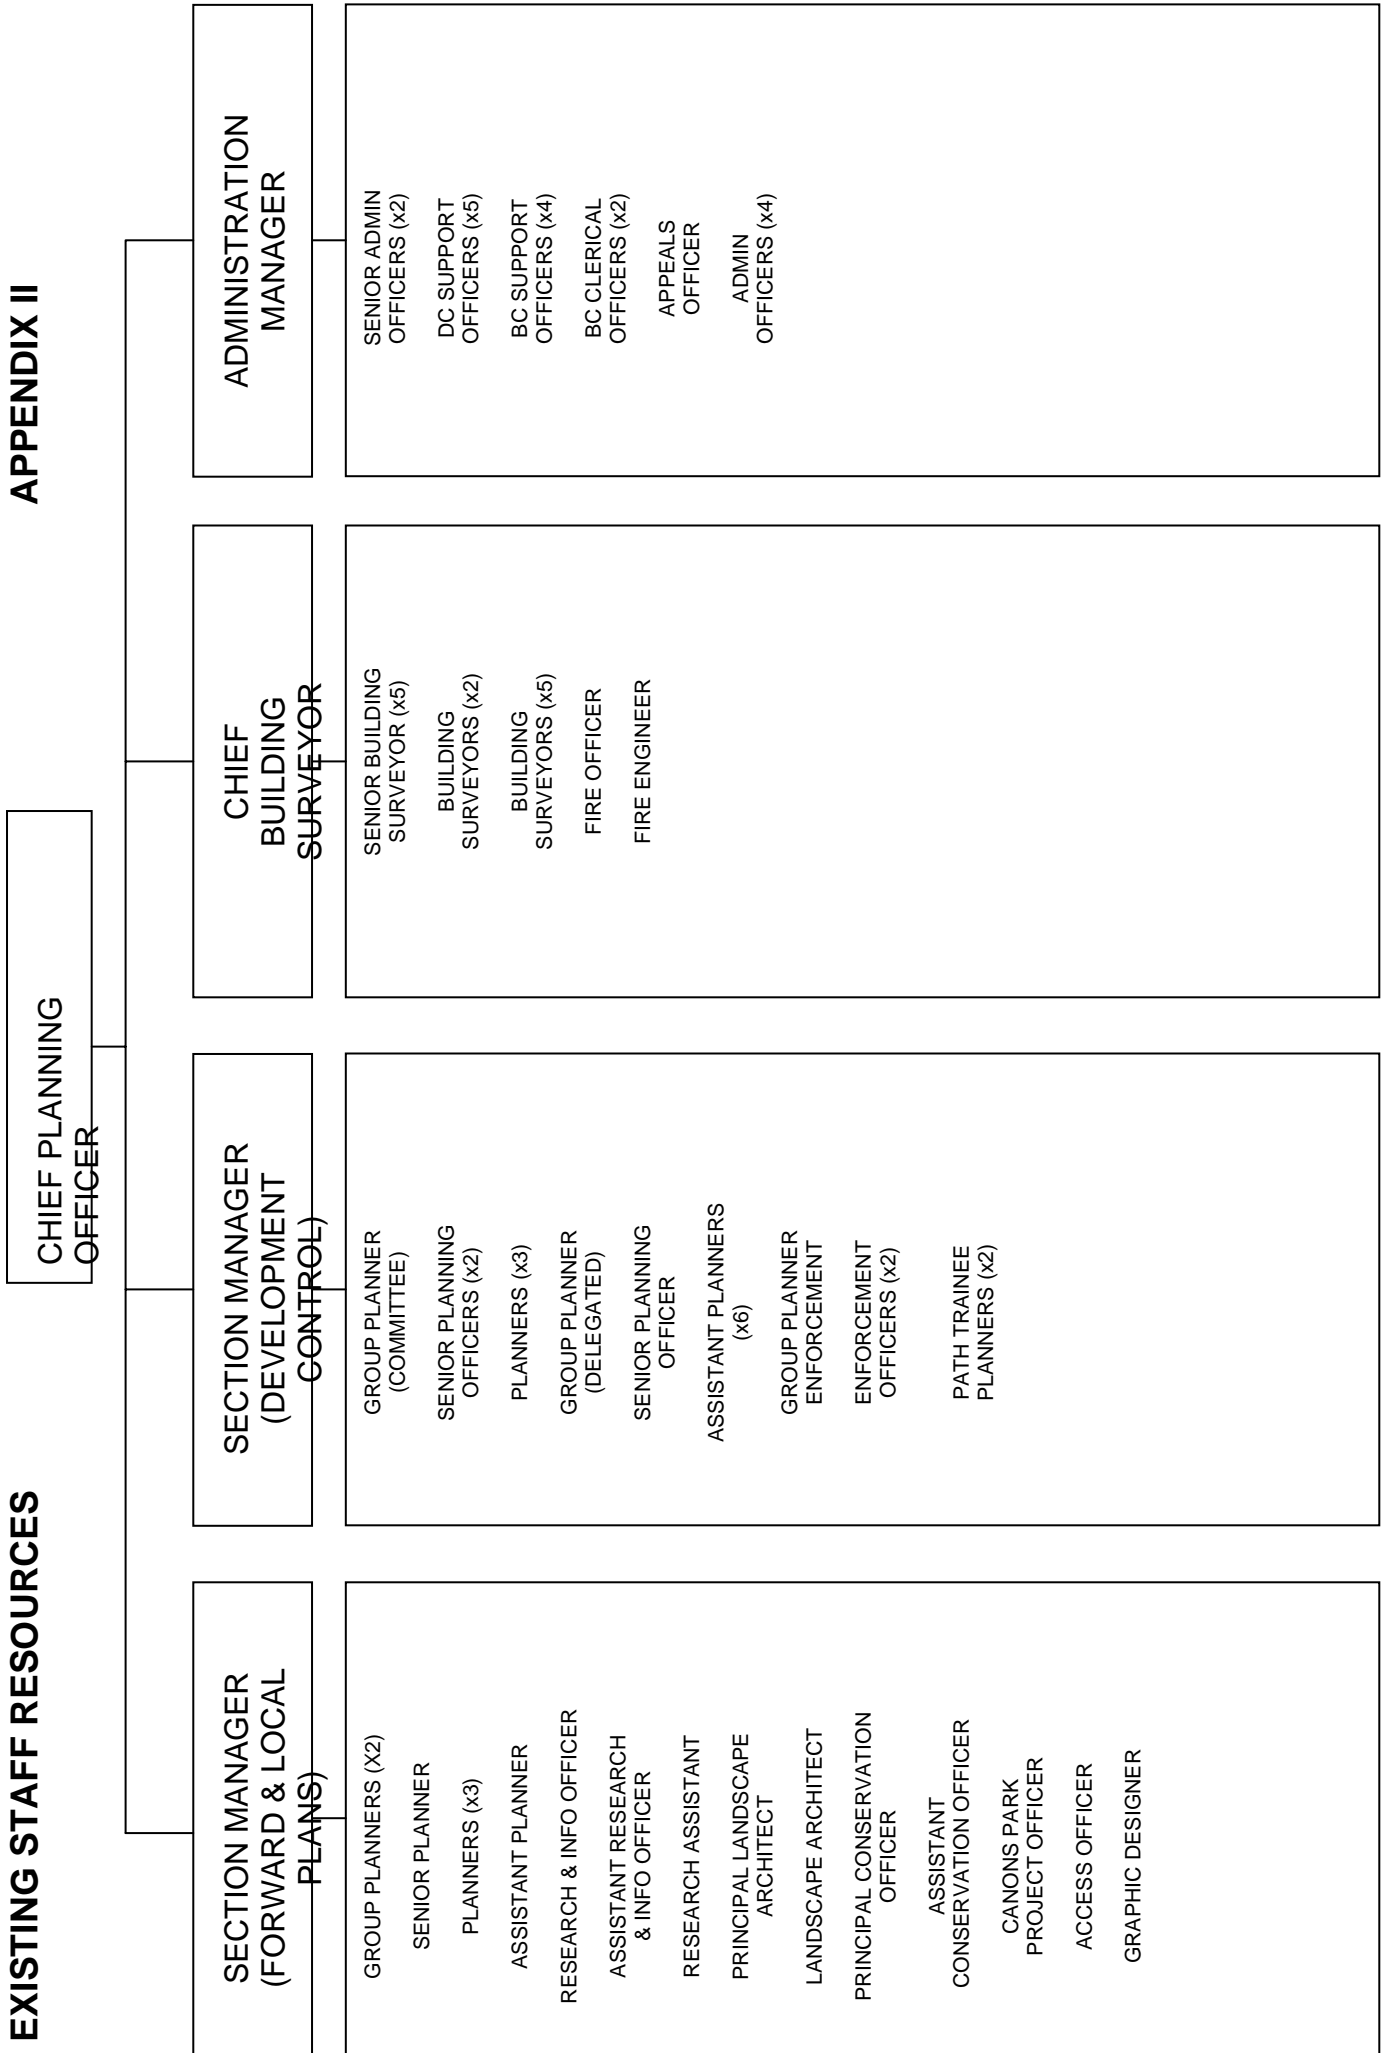 EXISTING STAFF RESOURCES
APPENDIX II
CHIEF PLANNING
OFFICER
SECTION MANAGER
(FORWARD & LOCAL
PLANS)
GROUP PLANNERS (X2)
SENIOR PLANNER
PLANNERS (x3)
ASSISTANT PLANNER
RESEARCH & INFO OFFICER
ASSISTANT RESEARCH
& INFO OFFICER
RESEARCH ASSISTANT
PRINCIPAL LANDSCAPE
ARCHITECT
LANDSCAPE ARCHITECT
PRINCIPAL CONSERVATION
OFFICER
ASSISTANT
CONSERVATION OFFICER
CANONS PARK
PROJECT OFFICER
ACCESS OFFICER
GRAPHIC DESIGNER
SECTION MANAGER
(DEVELOPMENT
CONTROL)
GROUP PLANNER
(COMMITTEE)
SENIOR PLANNING
OFFICERS (x2)
PLANNERS (x3)
GROUP PLANNER
(DELEGATED)
SENIOR PLANNING
OFFICER
ASSISTANT PLANNERS
(x6)
GROUP PLANNER
ENFORCEMENT
ENFORCEMENT
OFFICERS (x2)
PATH TRAINEE
PLANNERS (x2)
CHIEF
BUILDING
SURVEYOR
SENIOR BUILDING
SURVEYOR (x5)
BUILDING
SURVEYORS (x2)
BUILDING
SURVEYORS (x5)
FIRE OFFICER
FIRE ENGINEER
ADMINISTRATION
MANAGER
SENIOR ADMIN
OFFICERS (x2)
DC SUPPORT
OFFICERS (x5)
BC SUPPORT
OFFICERS (x4)
BC CLERICAL
OFFICERS (x2)
APPEALS
OFFICER
ADMIN
OFFICERS (x4)